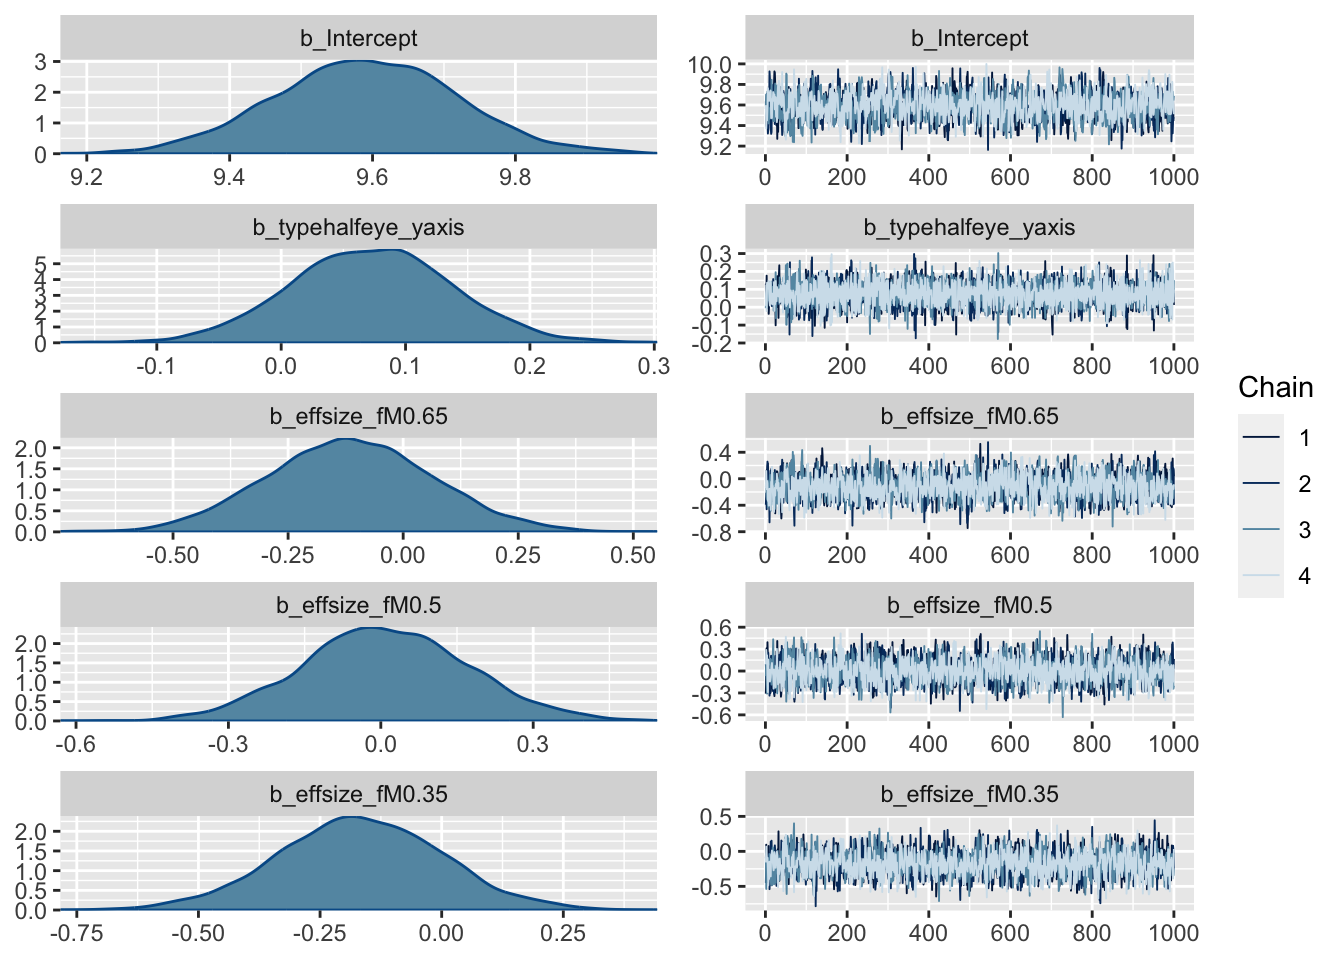 b_Intercept b_Intercept
3 2 1 0
9.2 9.4 9.6 9.8
10.0 9.8 9.6 9.4 9.2
0 200 400 600 800 1000
b_typehalfeye_yaxis b_typehalfeye_yaxis
5 4 3 2 1 0
-0.1 0.0 0.1 0.2 0.3
0.3 0.2 0.1 0.0 -0.1 -0.2
0 200 400 600 800 1000
b_effsize_fM0.65 b_effsize_fM0.65
2.0 1.5 1.0 0.5 0.0
-0.50 -0.25 0.00 0.25 0.50
0.4 0.0 -0.4 -0.8
0 200 400 600 800 1000
b_effsize_fM0.5 b_effsize_fM0.5
2.0 1.5 1.0 0.5 0.0
-0.6 -0.3 0.0 0.3
0.6 0.3 0.0 -0.3 -0.6
0 200 400 600 800 1000
b_effsize_fM0.35 b_effsize_fM0.35
2.0 1.5 1.0 0.5 0.0
-0.75 -0.50 -0.25 0.00 0.25
0.5 0.0 -0.5
0 200 400 600 800 1000
Chain
1
2
3
4